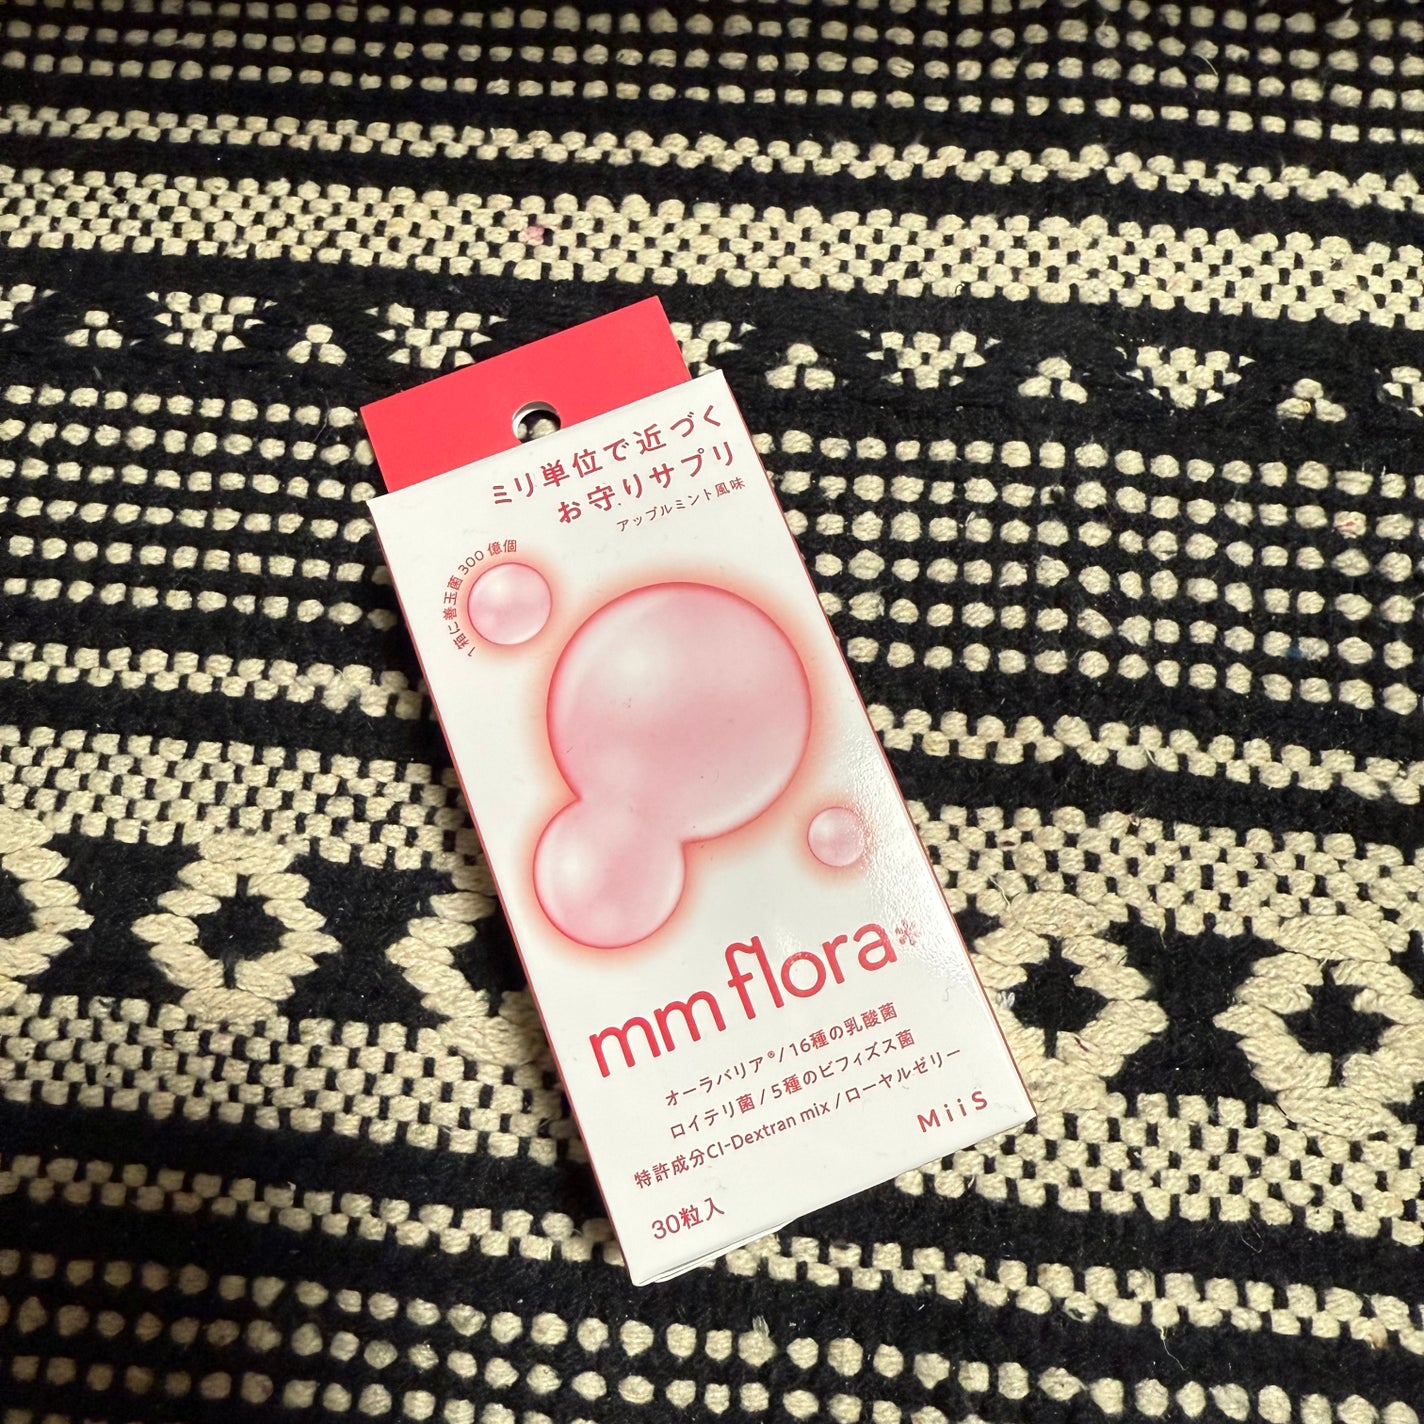 ミリ単位で近づく
お守りサプリ
アップルミント風味
1箱に善玉菌 300 億個
mm flora
オーラバリア®/16種の乳酸菌
ロイテリ菌/5種のビフィズス菌
特許成分CI-Dextran mix/ローヤルゼリー
MiiS
30粒入